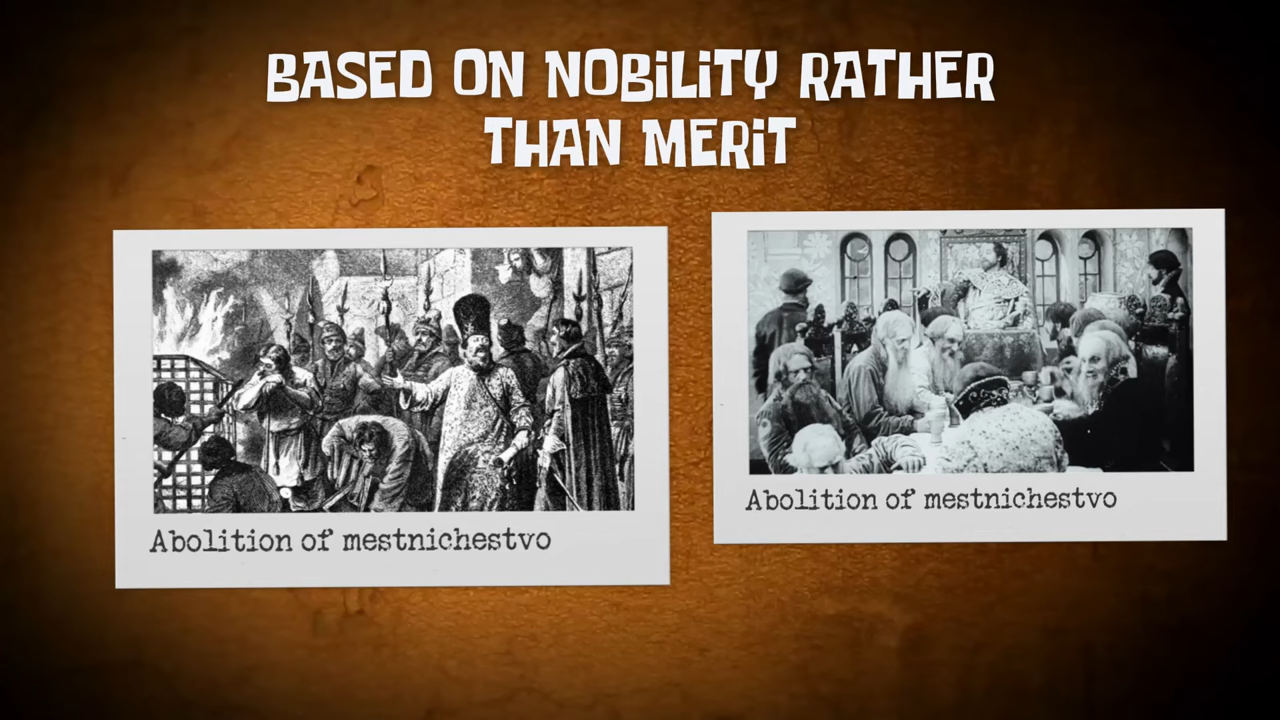 BASED ON NOBiLiTY RATHER
THAN MERiT
Abolition of mestnichestvo
Abolition of mestnichestvo